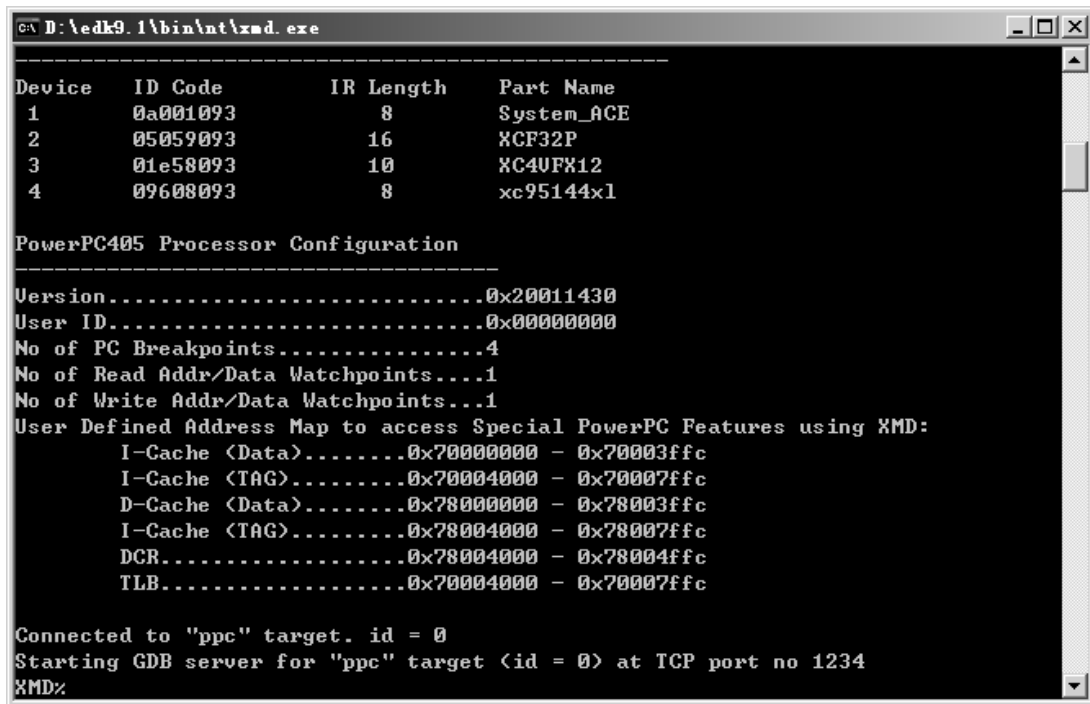 D:\edk9.1\bin\nt\xmd.exe
--------------------------------------------------
Device ID Code IR Length Part Name
1 0a001093 8 System_ACE
2 05059093 16 XCF32P
3 01e58093 10 XC4VFX12
4 09608093 8 xc95144xl
PowerPC405 Processor Configuration
-------------------------------------
Version.............................0x20011430
User ID.............................0x00000000
No of PC Breakpoints................4
No of Read Addr/Data Watchpoints....1
No of Write Addr/Data Watchpoints...1
User Defined Address Map to access Special PowerPC Features using XMD:
I-Cache (Data)........0x70000000 - 0x70003ffc
I-Cache (TAG).........0x70004000 - 0x70007ffc
D-Cache (Data)........0x78000000 - 0x78003ffc
I-Cache (TAG).........0x78004000 - 0x78007ffc
DCR...................0x78004000 - 0x78004ffc
TLB...................0x70004000 - 0x70007ffc
Connected to "ppc" target. id = 0
Starting GDB server for "ppc" target (id = 0) at TCP port no 1234
XMD%